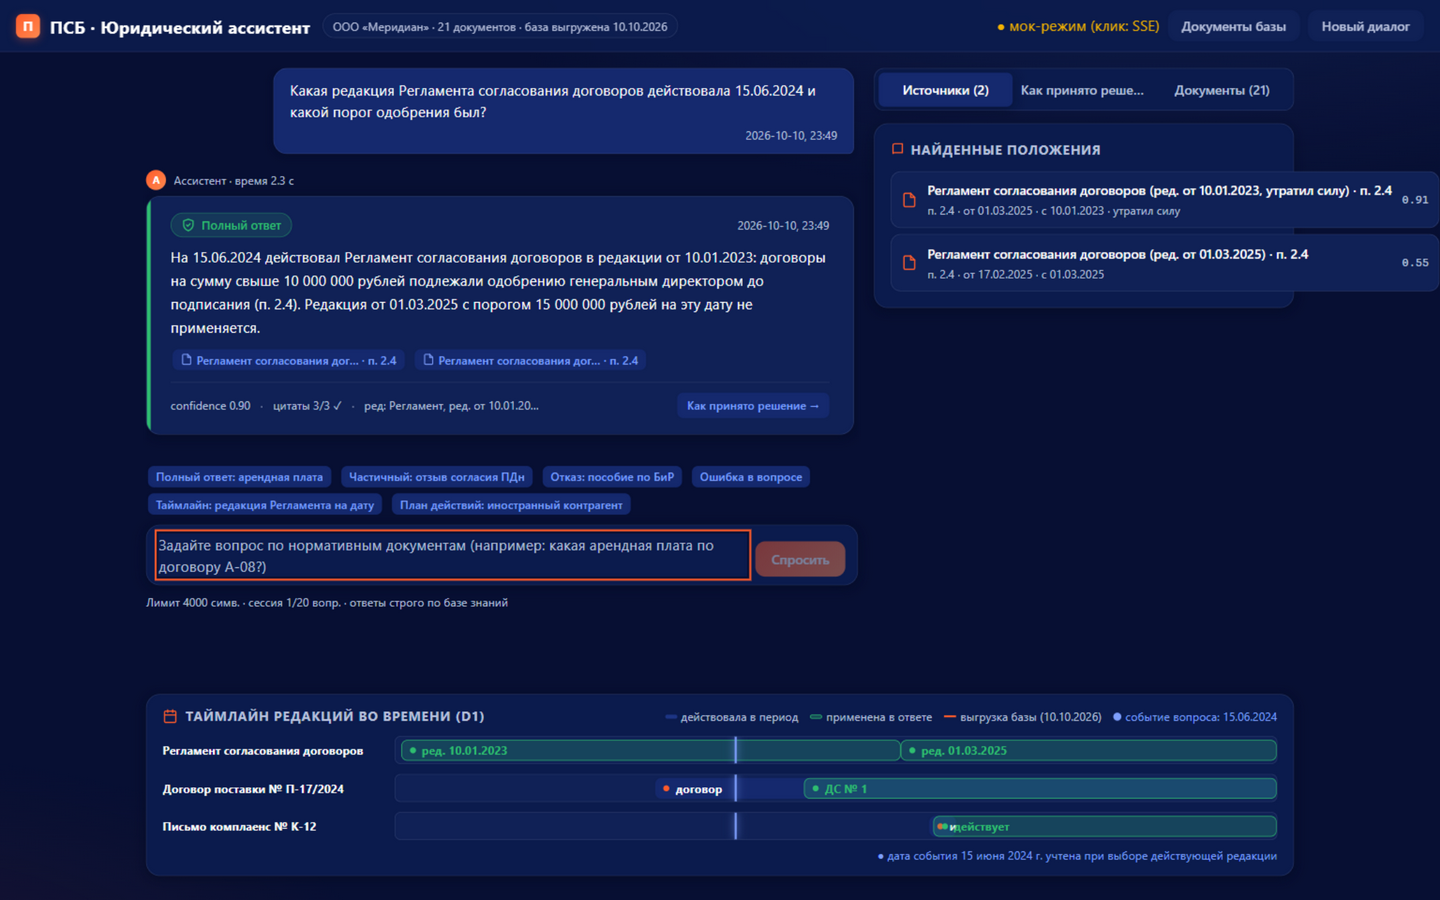 П ПСБ · Юридический ассистент
ООО «Меридиан» · 21 документов · база выгружена 10.10.2026
мок-режим (клик: SSE)
Документы базы
Новый диалог
Какая редакция Регламента согласования договоров действовала 15.06.2024 и
какой порог одобрения был?
2026-10-10, 23:49
А Ассистент · время 2.3 с
Полный ответ
2026-10-10, 23:49
На 15.06.2024 действовал Регламент согласования договоров в редакции от 10.01.2023: договоры
на сумму свыше 10 000 000 рублей подлежали одобрению генеральным директором до
подписания (п. 2.4). Редакция от 01.03.2025 с порогом 15 000 000 рублей на эту дату не
применяется.
Регламент согласования дог... · п. 2.4
Регламент согласования дог... · п. 2.4
confidence 0.90 · цитаты 3/3 ✓ · ред: Регламент, ред. от 10.01.20...
Как принято решение →
Полный ответ: арендная плата
Частичный: отзыв согласия ПДн
Отказ: пособие по БиР
Ошибка в вопросе
Таймлайн: редакция Регламента на дату
План действий: иностранный контрагент
Задайте вопрос по нормативным документам (например: какая арендная плата по
договору А-08?)
Спросить
Лимит 4000 симв. · сессия 1/20 вопр. · ответы строго по базе знаний
Источники (2)
Как принято реше...
Документы (21)
НАЙДЕННЫЕ ПОЛОЖЕНИЯ
Регламент согласования договоров (ред. от 10.01.2023, утратил силу) · п. 2.4
п. 2.4 · от 01.03.2025 · с 10.01.2023 · утратил силу
0.91
Регламент согласования договоров (ред. от 01.03.2025) · п. 2.4
п. 2.4 · от 17.02.2025 · с 01.03.2025
0.55
ТАЙМЛАЙН РЕДАКЦИЙ ВО ВРЕМЕНИ (D1)
действовала в период
применена в ответе
выгрузка базы (10.10.2026)
событие вопроса: 15.06.2024
Регламент согласования договоров
ред. 10.01.2023
ред. 01.03.2025
Договор поставки № П-17/2024
договор
ДС № 1
Письмо комплаенс № К-12
действует
дата события 15 июня 2024 г. учтена при выборе действующей редакции